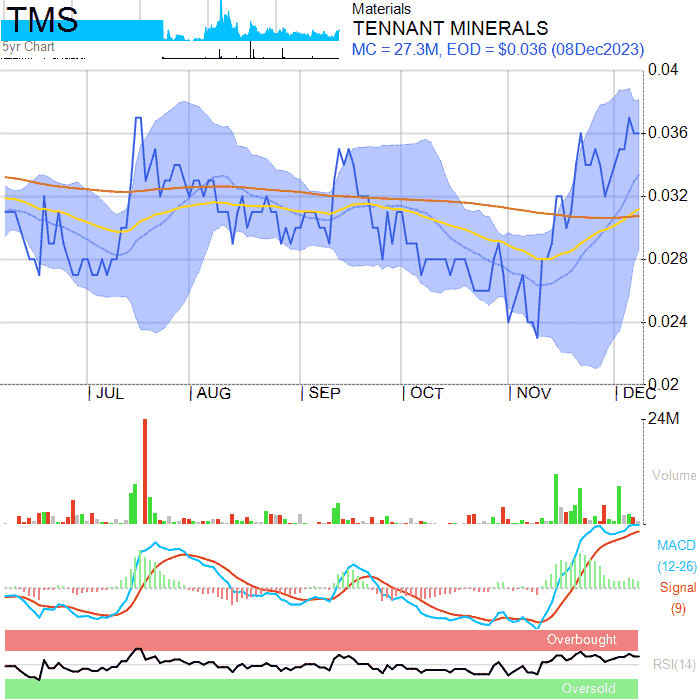 TMS
5yr Chart
Materials
TENNANT MINERALS
MC = 27.3M, EOD = $0.036 (08Dec2023)
0.04
0.036
0.032
0.028
0.024
0.02
JUL AUG SEP OCT NOV DEC
24M
Volume
MACD
(12-26)
Signal
(9)
Overbought
RSI(14)
Oversold